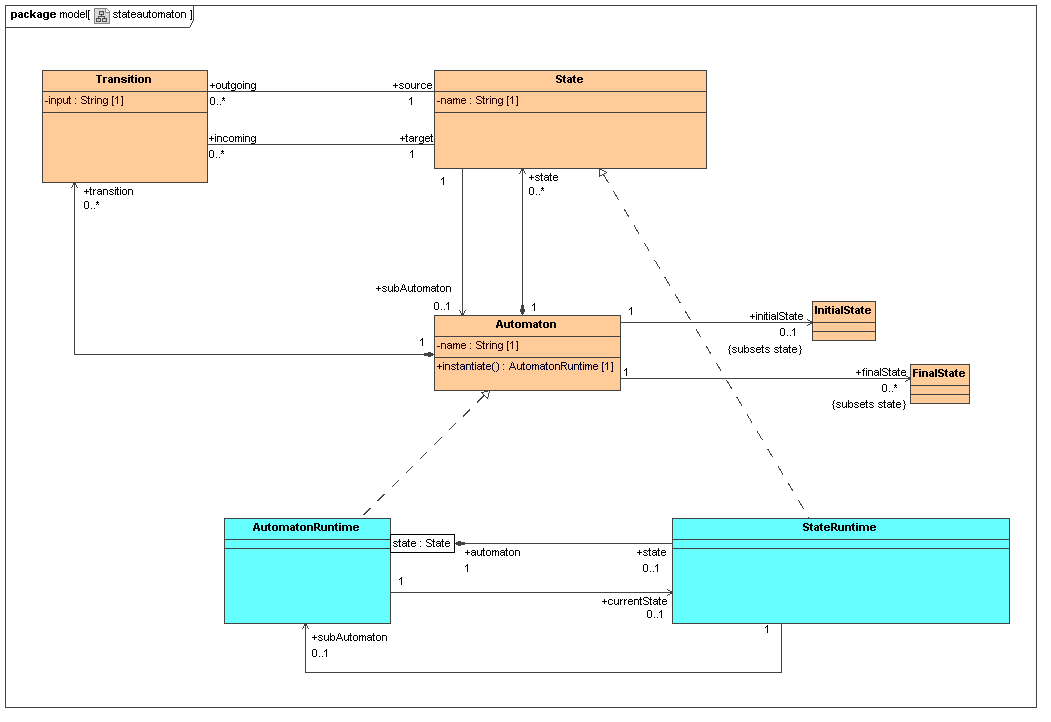 package model[ stateautomaton ]
Transition
-input : String [1]
+outgoing
0..*
+source
1
State
-name : String [1]
+incoming
0..*
+target
1
+transition
0..*
1
+state
0..*
+subAutomaton
0..1
1
Automaton
-name : String [1]
+instantiate() : AutomatonRuntime [1]
1
1
+initialState
0..1
{subsets state}
InitialState
1
+finalState
0..*
{subsets state}
FinalState
AutomatonRuntime
state : State
+automaton
1
+state
0..1
StateRuntime
1
+currentState
0..1
+subAutomaton
0..1
1